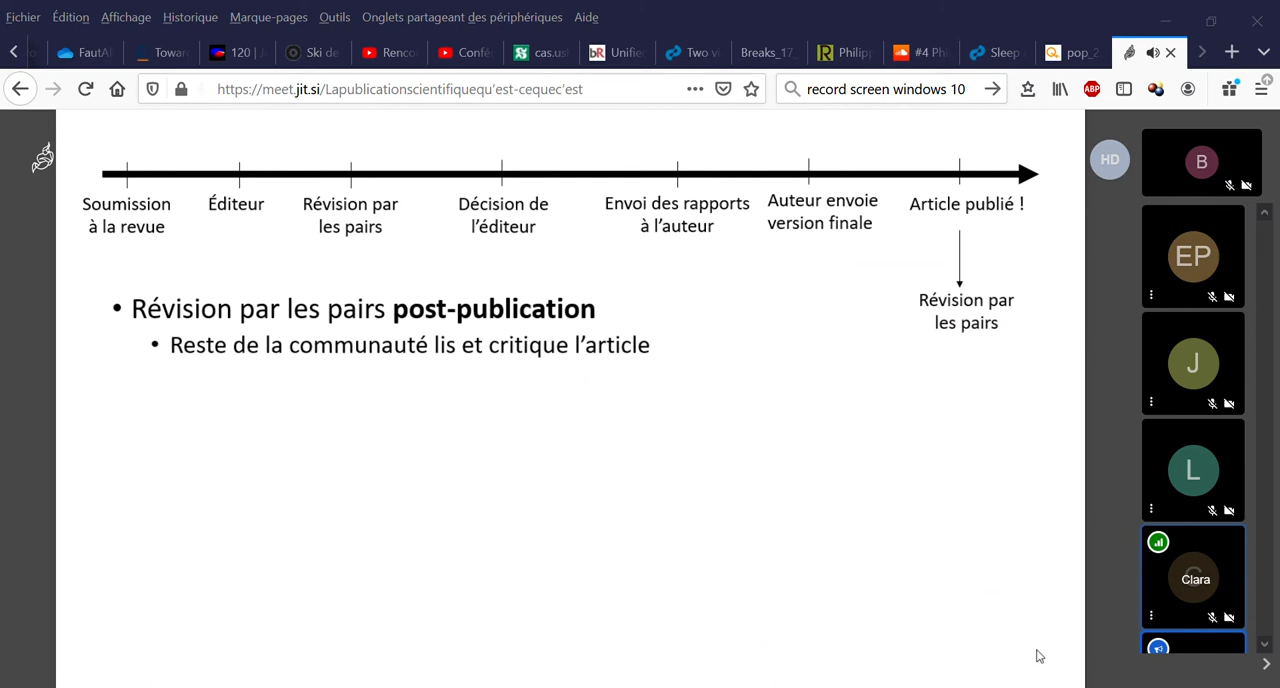 Fichier Édition Affichage Historique Marque-pages Outils Onglets partageant des périphériques Aide
FautAl Towar 120 | J Ski de Renco Confé cas.us Unifie Two v Breaks_17_ Philipp #4 Phi Sleep pop_2.
https://meet.jit.si/Lapublicationscientifiquequ'est-cequec'est
record screen windows 10
ABP
Soumission
à la revue
Éditeur
Révision par
les pairs
Décision de
l'éditeur
Envoi des rapports
à l'auteur
Auteur envoie
version finale
Article publié !
Révision par
les pairs
• Révision par les pairs post-publication
• Reste de la communauté lis et critique l'article
HD
B
EP
J
L
C
Clara